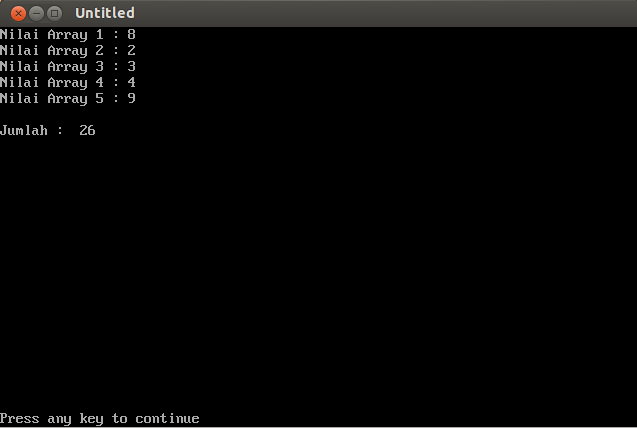 Untitled
Nilai Array 1 : 8
Nilai Array 2 : 2
Nilai Array 3 : 3
Nilai Array 4 : 4
Nilai Array 5 : 9
Jumlah :  26
Press any key to continue